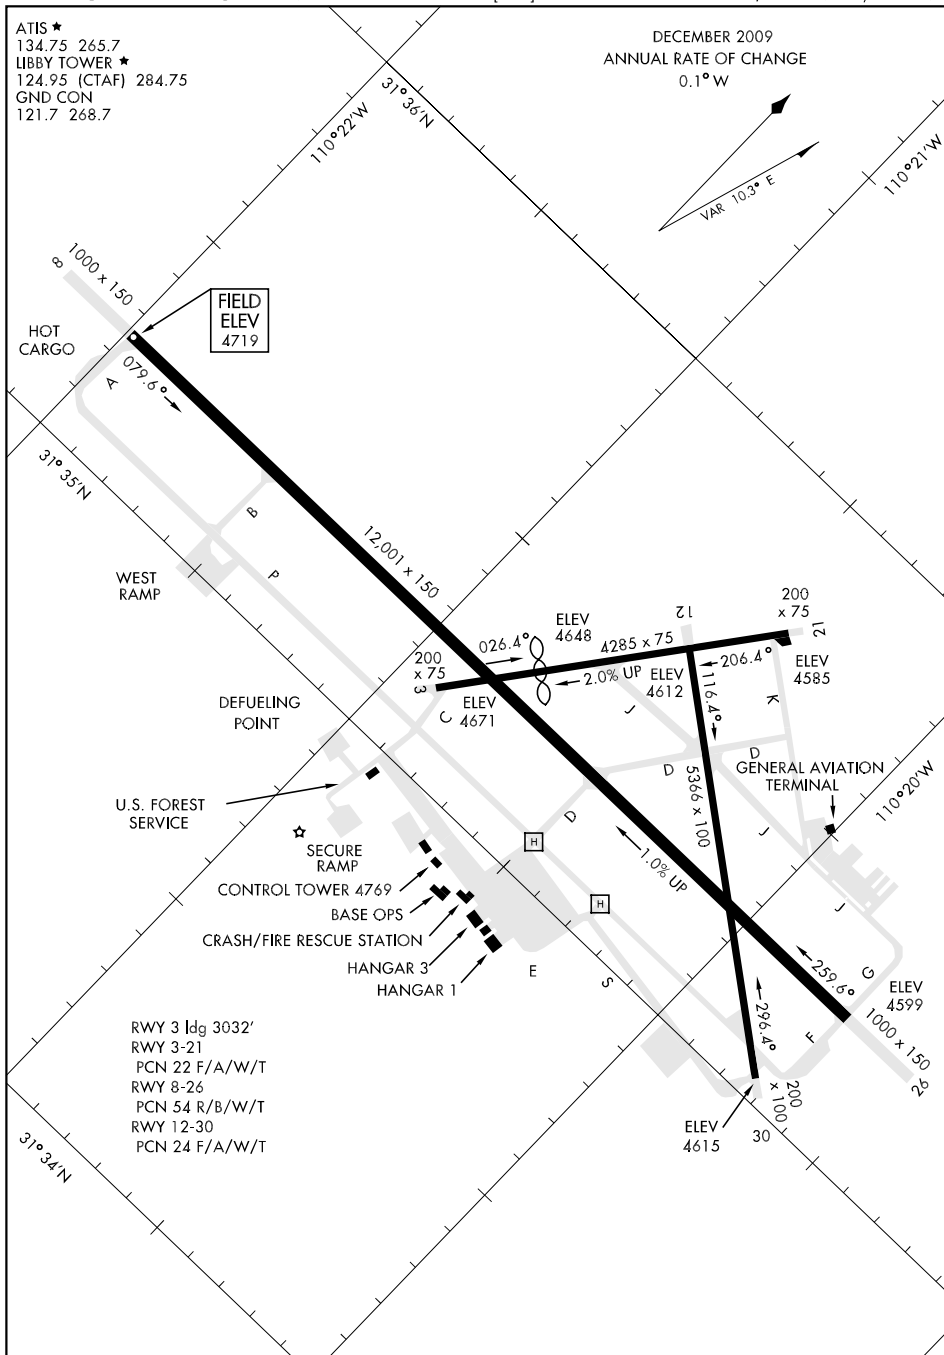 ATIS ★
134.75 265.7
LIBBY TOWER ★
124.95 (CTAF) 284.75
GND CON
121.7 268.7
DECEMBER 2009
ANNUAL RATE OF CHANGE
0.1° W
VAR 10.3° E
31° 36'N
110° 22'W
110° 21'W
8
1000 x 150
FIELD
ELEV
4719
HOT
CARGO
079.6°
A
31° 35'N
B
P
12,001 x 150
WEST
RAMP
ELEV
4648
12
200
x 75
21
026.4°
4285 x 75
200
x 75
3
2.0% UP
ELEV
4612
206.4°
ELEV
4585
116.4°
ELEV
4671
C
J
K
DEFUELING
POINT
D
D
D
5366 x 100
GENERAL AVIATION
TERMINAL
110° 20'W
U.S. FOREST
SERVICE
J
H
SECURE
RAMP
1.0% UP
CONTROL TOWER 4769
H
BASE OPS
J
CRASH/FIRE RESCUE STATION
HANGAR 3
HANGAR 1
E
S
259.6°
G
ELEV
4599
296.4°
F
1000 x 150
26
RWY 3 ldg 3032'
RWY 3-21
PCN 22 F/A/W/T
RWY 8-26
PCN 54 R/B/W/T
RWY 12-30
PCN 24 F/A/W/T
200
x 100
ELEV
4615
30
31° 34'N